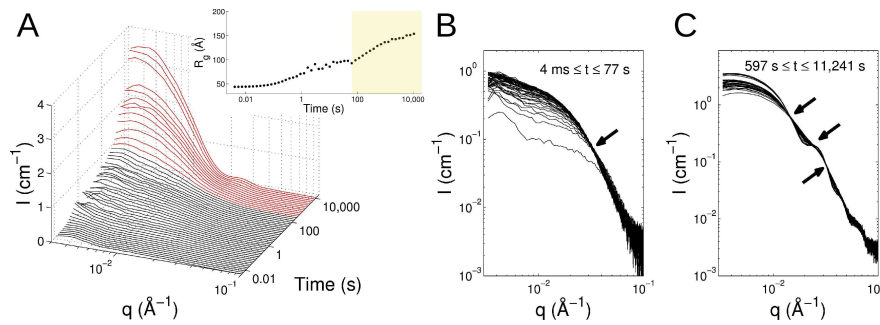 A
R_g (Å)
200
150
100
50
0.01
1
100
10,000
Time (s)
I (cm⁻¹)
4
3
2
1
0
10⁻²
10⁻¹
q (Å⁻¹)
0.01
1
100
10,000
Time (s)
B
4 ms ≤ t ≤ 77 s
I (cm⁻¹)
10⁰
10⁻¹
10⁻²
10⁻³
10⁻²
10⁻¹
q (Å⁻¹)
C
597 s ≤ t ≤ 11,241 s
I (cm⁻¹)
10⁰
10⁻¹
10⁻²
10⁻³
10⁻²
q (Å⁻¹)